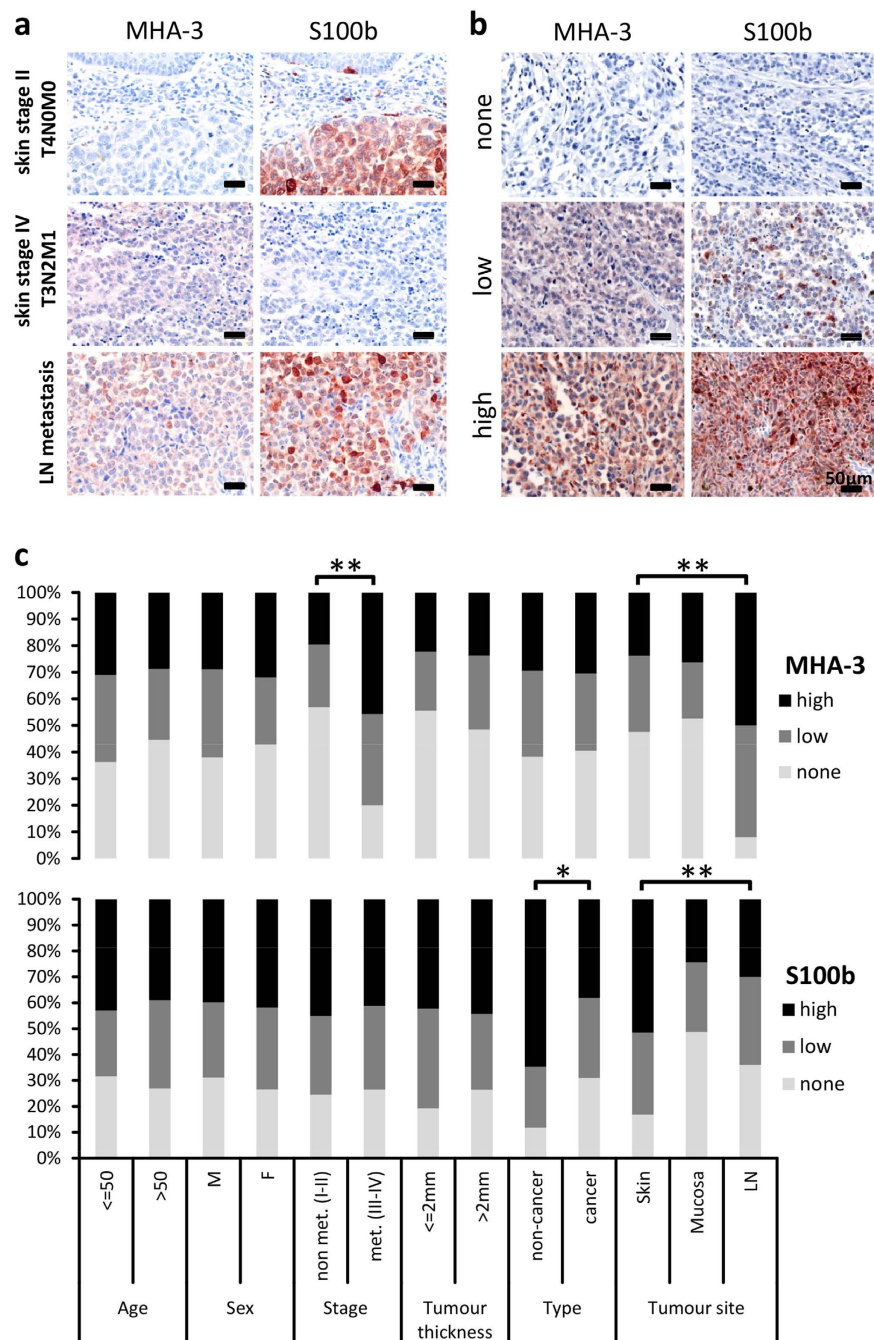 a
MHA-3
S100b
skin stage II
T4N0M0
skin stage IV
T3N2M1
LN metastasis
b
MHA-3
S100b
none
low
high
50µm
c
**
**
100%
90%
80%
70%
60%
50%
40%
30%
20%
10%
0%
MHA-3
high
low
none
*
**
100%
90%
80%
70%
60%
50%
40%
30%
20%
10%
0%
S100b
high
low
none
<=50
>50
M
F
non met. (I-II)
met. (III-IV)
<=2mm
>2mm
non-cancer
cancer
Skin
Mucosa
LN
Age
Sex
Stage
Tumour
thickness
Type
Tumour site